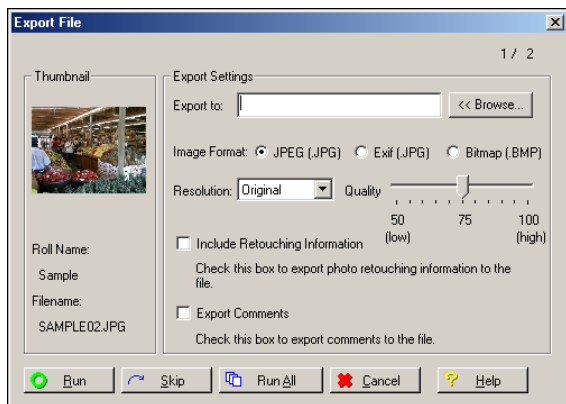 Export File
1 / 2
Thumbnail
Roll Name:
Sample
Filename:
SAMPLE02.JPG
Export Settings
Export to:
<< Browse...
Image Format: JPEG (.JPG) Exif (.JPG) Bitmap (.BMP)
Resolution: Original Quality
50 75 100
(low) (high)
Include Retouching Information
Check this box to export photo retouching information to the
file.
Export Comments
Check this box to export comments to the file.
Run Skip Run All Cancel Help